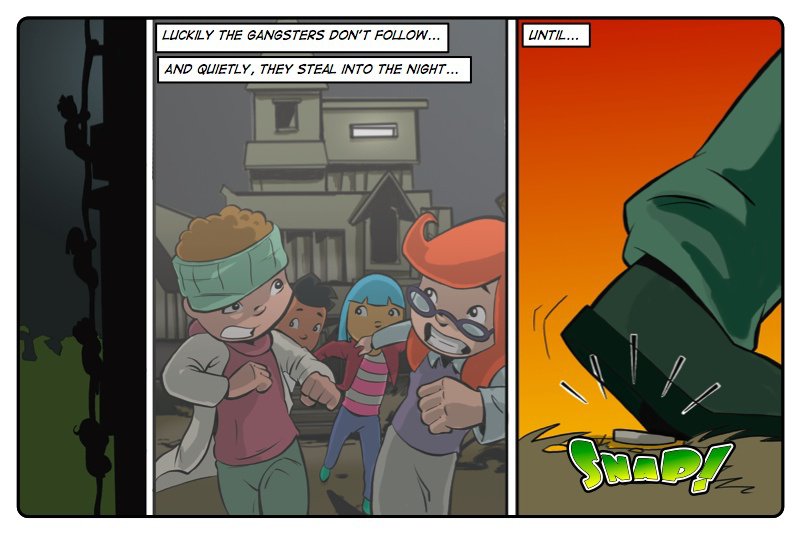 LUCKILY THE GANGSTERS DON'T FOLLOW...
AND QUIETLY, THEY STEAL INTO THE NIGHT...
UNTIL...
SNAP!